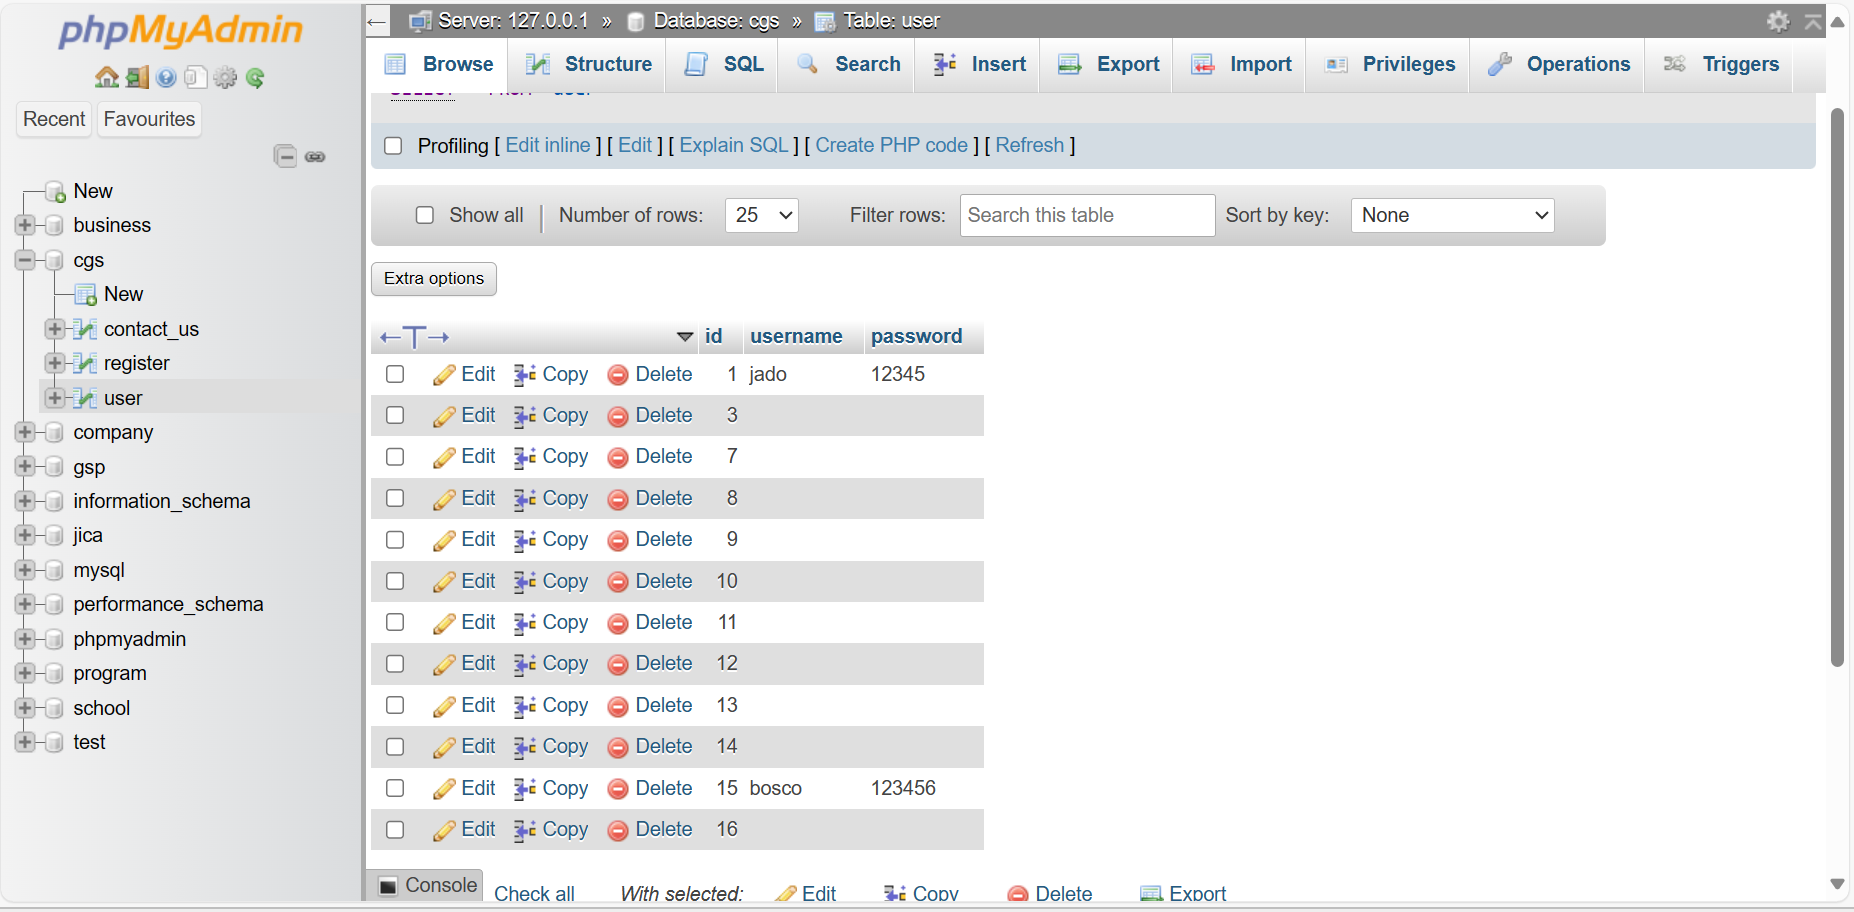 phpMyAdmin
Recent Favourites
New
business
cgs
New
contact_us
register
user
company
gsp
information_schema
jica
mysql
performance_schema
phpmyadmin
program
school
test
Server: 127.0.0.1 » Database: cgs » Table: user
Browse Structure SQL Search Insert Export Import Privileges Operations Triggers
Profiling [ Edit inline ] [ Edit ] [ Explain SQL ] [ Create PHP code ] [ Refresh ]
Show all | Number of rows: 25 Filter rows: Search this table Sort by key: None
Extra options
←T→ id username password
Edit Copy Delete 1 jado 12345
Edit Copy Delete 3
Edit Copy Delete 7
Edit Copy Delete 8
Edit Copy Delete 9
Edit Copy Delete 10
Edit Copy Delete 11
Edit Copy Delete 12
Edit Copy Delete 13
Edit Copy Delete 14
Edit Copy Delete 15 bosco 123456
Edit Copy Delete 16
Console Check all With selected: Edit Copy Delete Export